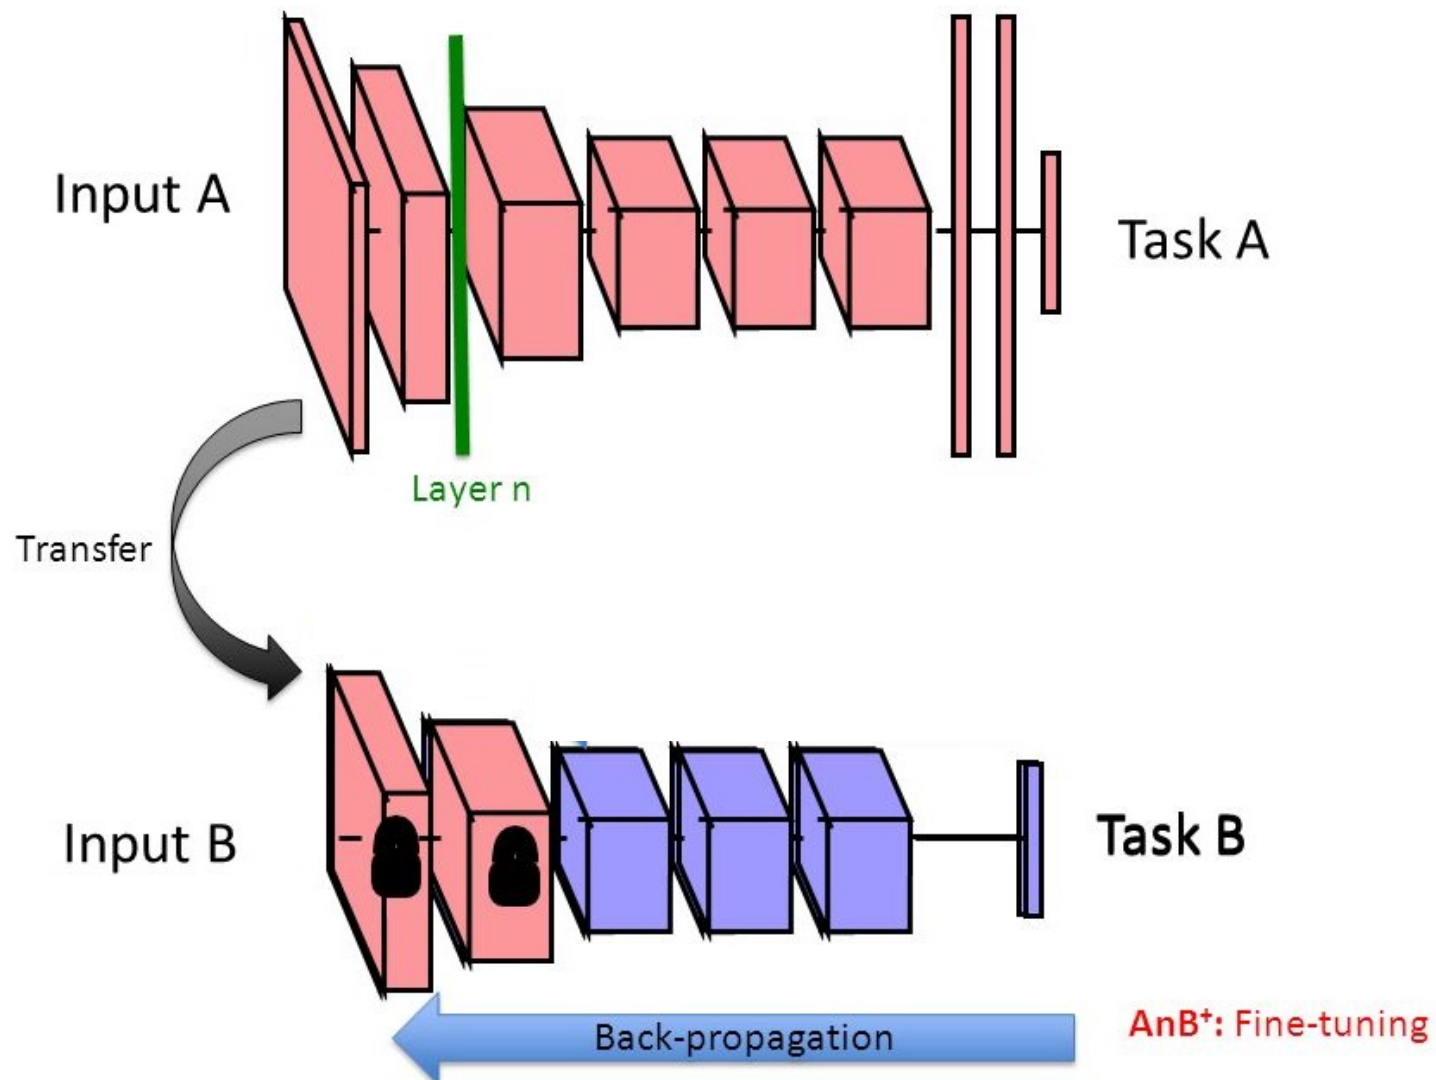 Input A
Task A
Layer n
Transfer
Input B
Task B
Back-propagation
AnB⁺: Fine-tuning